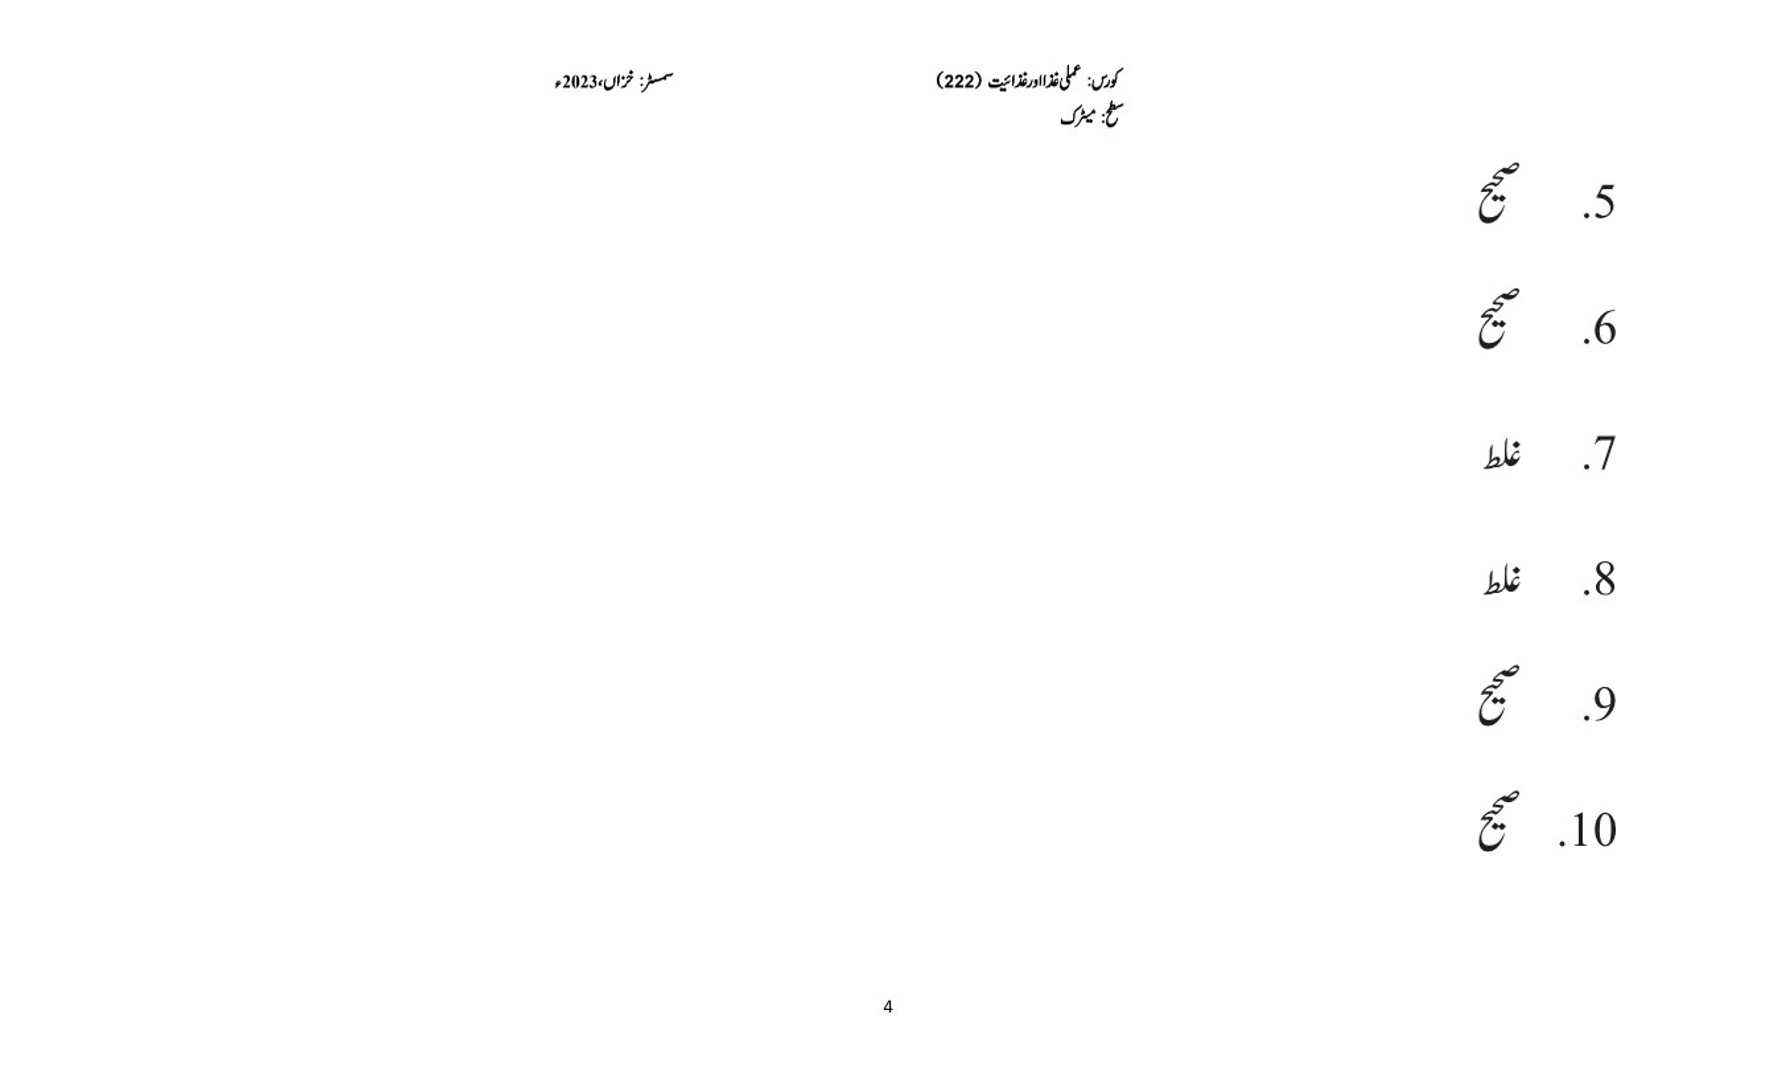 کورس: عملی غذا اور غذائیت (222) سمسٹر: خزاں، 2023ء
سطح: میٹرک
5. صحیح
6. صحیح
7. غلط
8. غلط
9. صحیح
10. صحیح
4